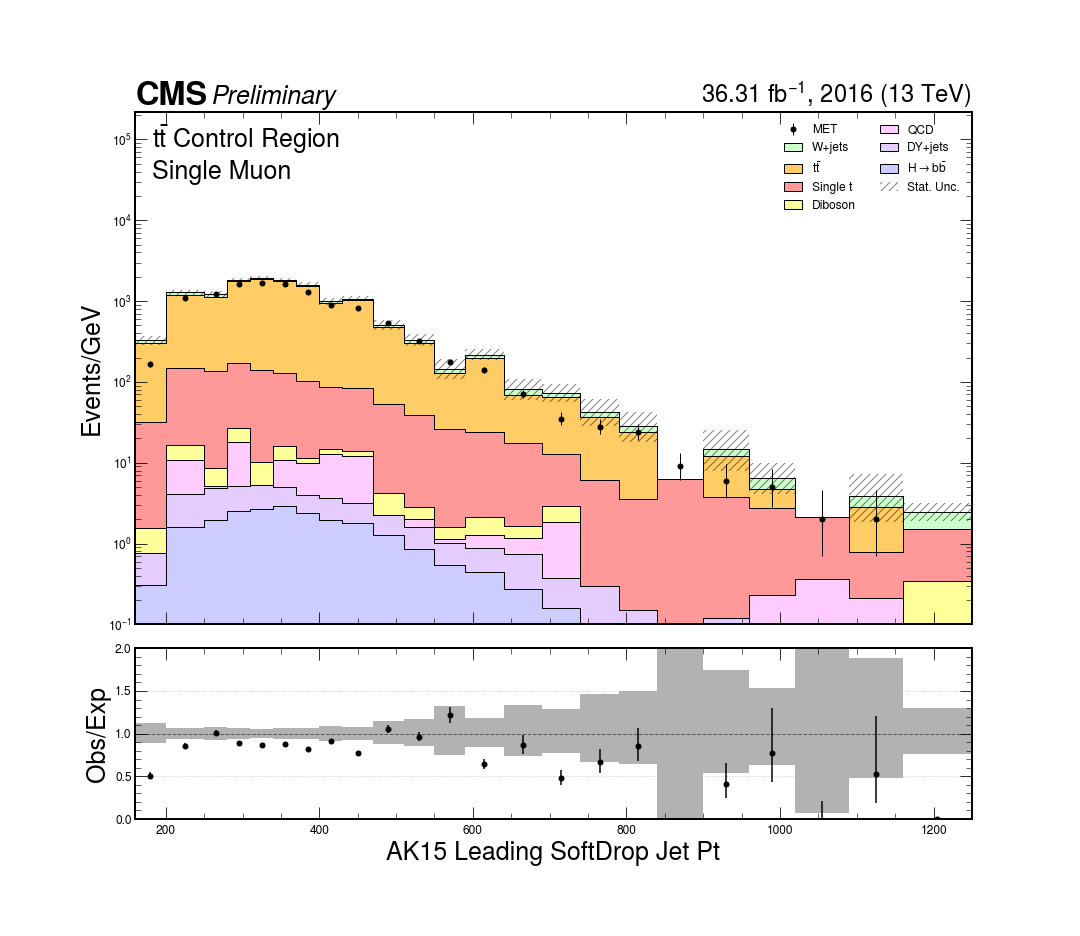 CMS Preliminary
36.31 fb⁻¹, 2016 (13 TeV)
tt̄ Control Region
Single Muon
MET
W+jets
tt̄
Single t
Diboson
QCD
DY+jets
H→bb̄
Stat. Unc.
Events/GeV
10⁵
10⁴
10³
10²
10¹
10⁰
10⁻¹
Obs/Exp
2.0
1.5
1.0
0.5
0.0
200 400 600 800 1000 1200
AK15 Leading SoftDrop Jet Pt